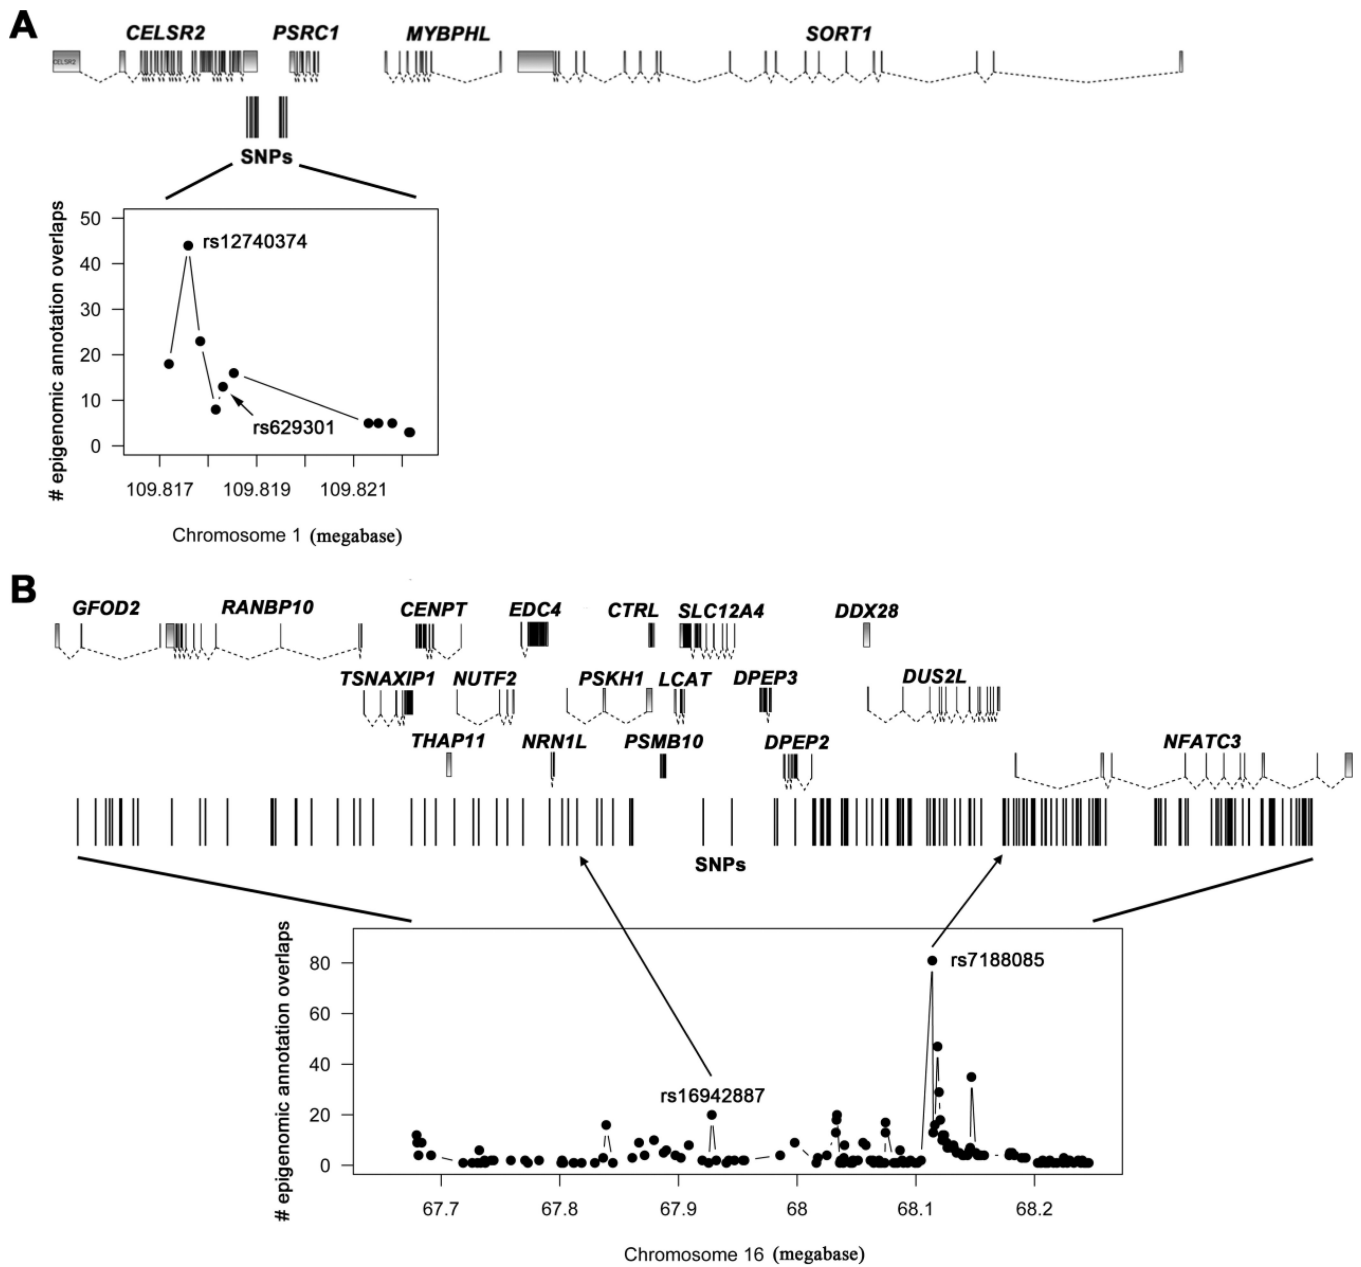 A
CELSR2 PSRC1 MYBPHL SORT1
CELSR2
SNPs
# epigenomic annotation overlaps
50
40
30
20
10
0
rs12740374
rs629301
109.817 109.819 109.821
Chromosome 1 (megabase)
B
GFOD2 RANBP10 CENPT EDC4 CTRL SLC12A4 DDX28
TSNAXIP1 NUTF2 PSKH1 LCAT DPEP3 DUS2L
THAP11 NRN1L PSMB10 DPEP2 NFATC3
SNPs
# epigenomic annotation overlaps
80
60
40
20
0
rs7188085
rs16942887
67.7 67.8 67.9 68 68.1 68.2
Chromosome 16 (megabase)